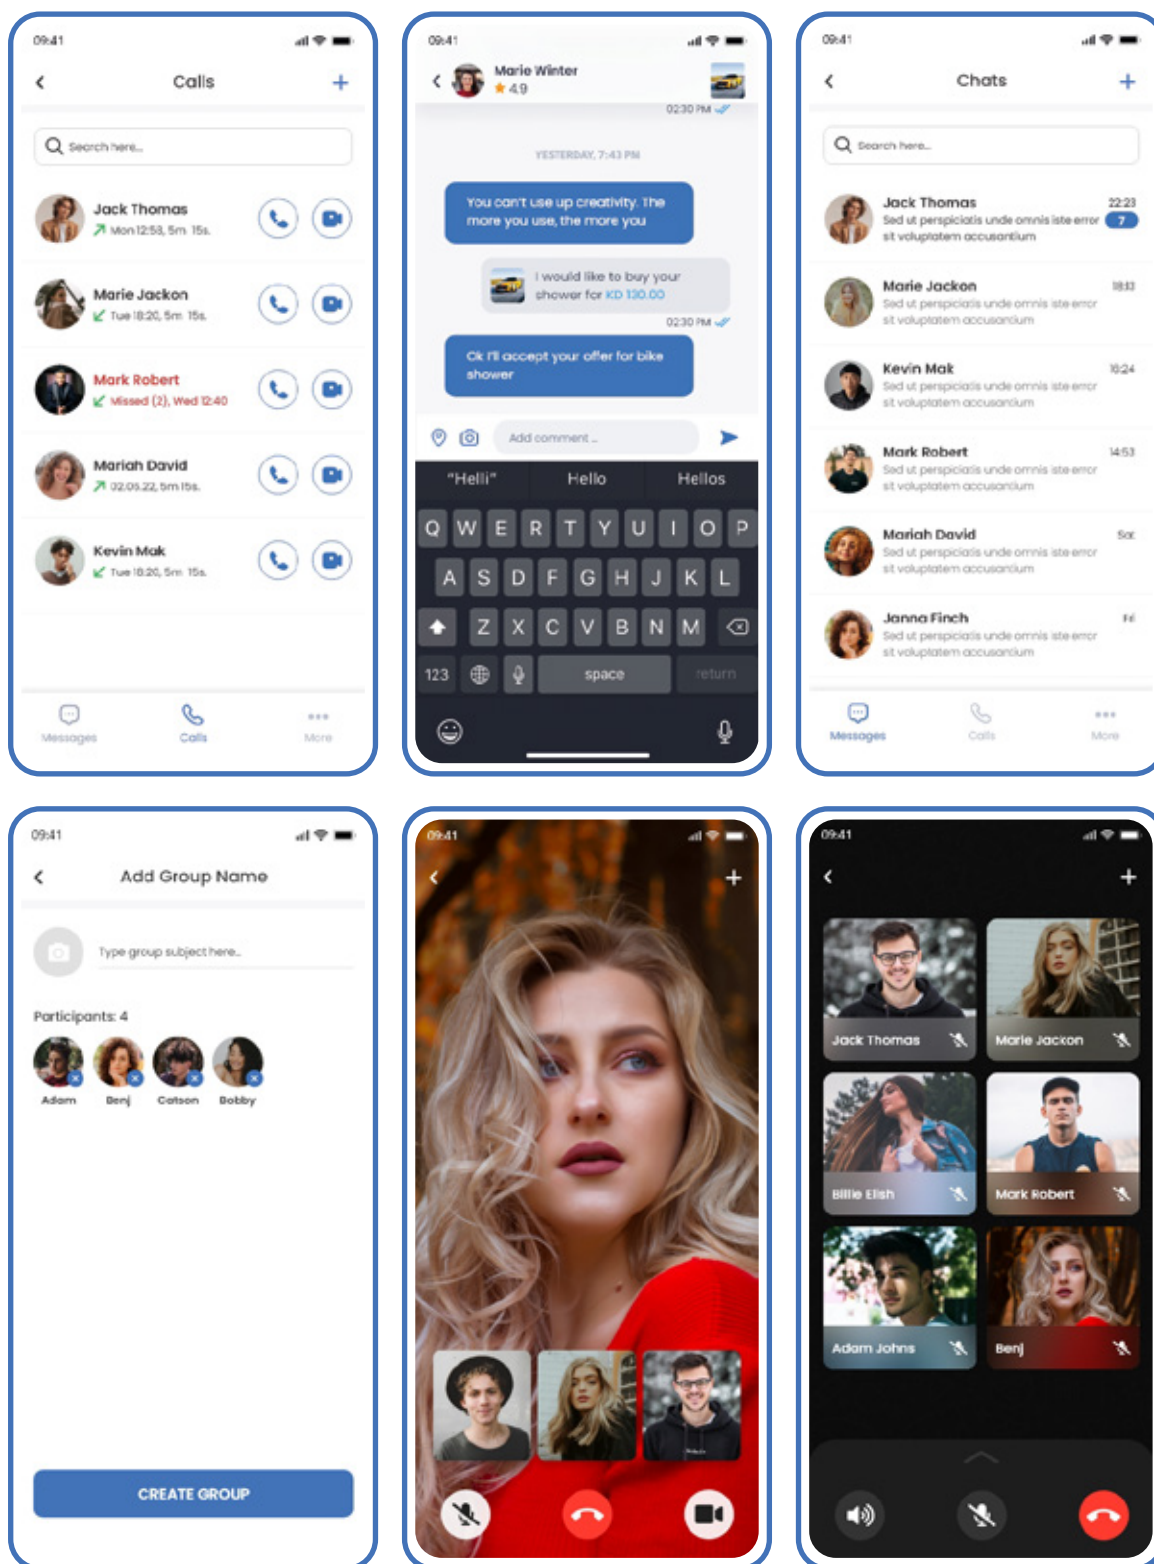 09:41
Calls
Search here...
Jack Thomas
Mon 12:58, 5m 15s.
Marie Jackon
Tue 18:20, 5m 15s.
Mark Robert
Missed (2), Wed 12:40
Mariah David
02.05.22, 5m 15s.
Kevin Mak
Tue 18:20, 5m 15s.
Messages
Calls
More
09:41
Marie Winter
4.9
02:30 PM
YESTERDAY, 7:43 PM
You can't use up creativity. The
more you use, the more you
I would like to buy your
shower for KD 130.00
02:30 PM
Ok I'll accept your offer for bike
shower
Add comment ...
"Helli"
Hello
Hellos
Q W E R T Y U I O P
A S D F G H J K L
Z X C V B N M
123
space
return
09:41
Chats
Search here...
Jack Thomas
22:23
Sed ut perspiciatis unde omnis iste error
7
sit voluptatem accusantium
Marie Jackon
18:13
Sed ut perspiciatis unde omnis iste error
sit voluptatem accusantium
Kevin Mak
16:24
Sed ut perspiciatis unde omnis iste error
sit voluptatem accusantium
Mark Robert
14:53
Sed ut perspiciatis unde omnis iste error
sit voluptatem accusantium
Mariah David
Sat
Sed ut perspiciatis unde omnis iste error
sit voluptatem accusantium
Janna Finch
Fri
Sed ut perspiciatis unde omnis iste error
sit voluptatem accusantium
Messages
Calls
More
09:41
Add Group Name
Type group subject here...
Participants: 4
Adam
Benj
Catson
Bobby
CREATE GROUP
09:41
09:41
Jack Thomas
Marie Jackon
Billie Elish
Mark Robert
Adam Johns
Benj